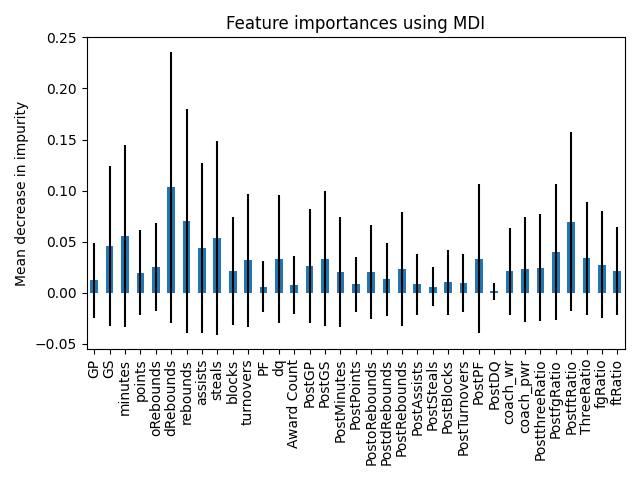 Feature importances using MDI
Mean decrease in impurity
0.25
0.20
0.15
0.10
0.05
0.00
−0.05
GP
GS
minutes
points
oRebounds
dRebounds
rebounds
assists
steals
blocks
turnovers
PF
dq
Award Count
PostGP
PostGS
PostMinutes
PostPoints
PostoRebounds
PostdRebounds
PostRebounds
PostAssists
PostSteals
PostBlocks
PostTurnovers
PostPF
PostDQ
coach_wr
coach_pwr
PostthreeRatio
PostfgRatio
PostftRatio
ThreeRatio
fgRatio
ftRatio